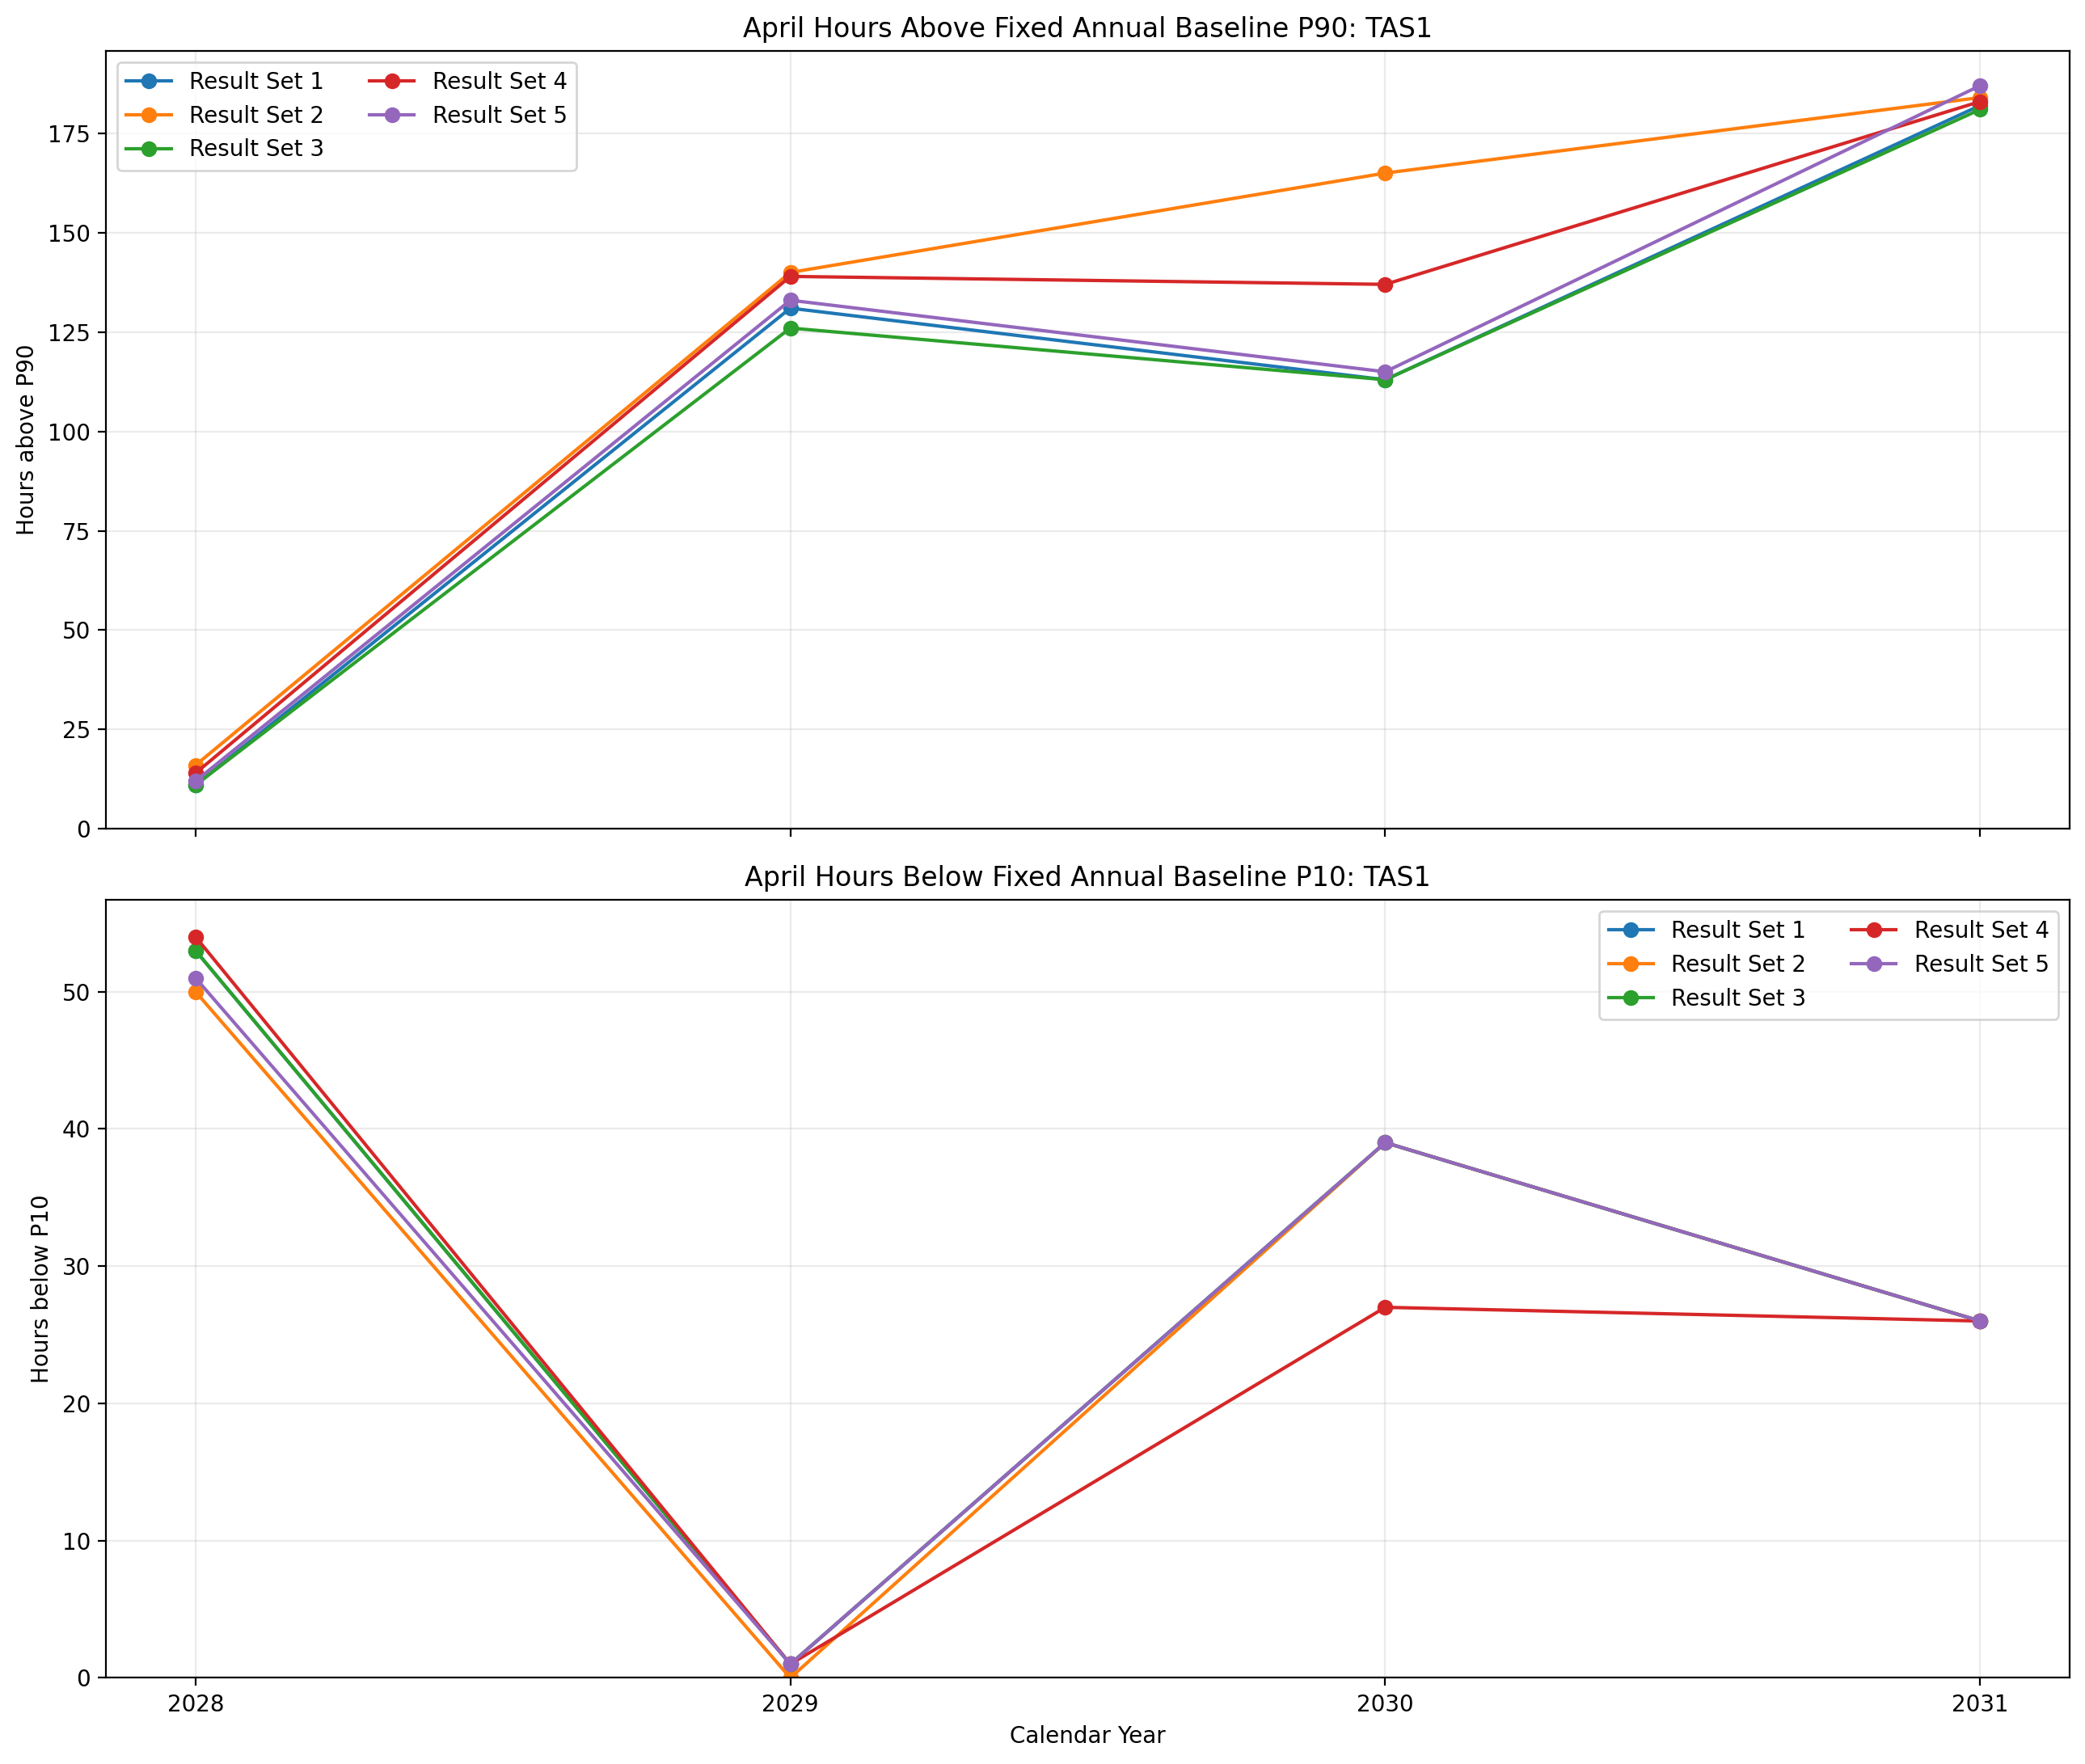 April Hours Above Fixed Annual Baseline P90: TAS1
Result Set 1
Result Set 2
Result Set 3
Result Set 4
Result Set 5
175
150
125
100
75
50
25
0
Hours above P90
April Hours Below Fixed Annual Baseline P10: TAS1
Result Set 1
Result Set 2
Result Set 3
Result Set 4
Result Set 5
50
40
30
20
10
0
Hours below P10
2028 2029 2030 2031
Calendar Year